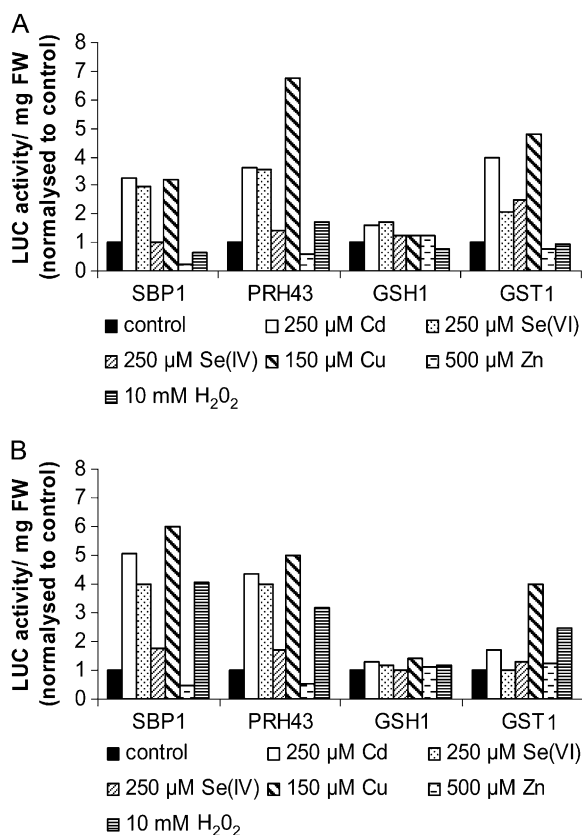 A
LUC activity/ mg FW
(normalysed to control)
8
7
6
5
4
3
2
1
0
SBP1 PRH43 GSH1 GST1
control 250 µM Cd 250 µM Se(VI)
250 µM Se(IV) 150 µM Cu 500 µM Zn
10 mM H₂0₂
B
LUC activity/ mg FW
(normalysed to control)
8
7
6
5
4
3
2
1
0
SBP1 PRH43 GSH1 GST1
control 250 µM Cd 250 µM Se(VI)
250 µM Se(IV) 150 µM Cu 500 µM Zn
10 mM H₂0₂